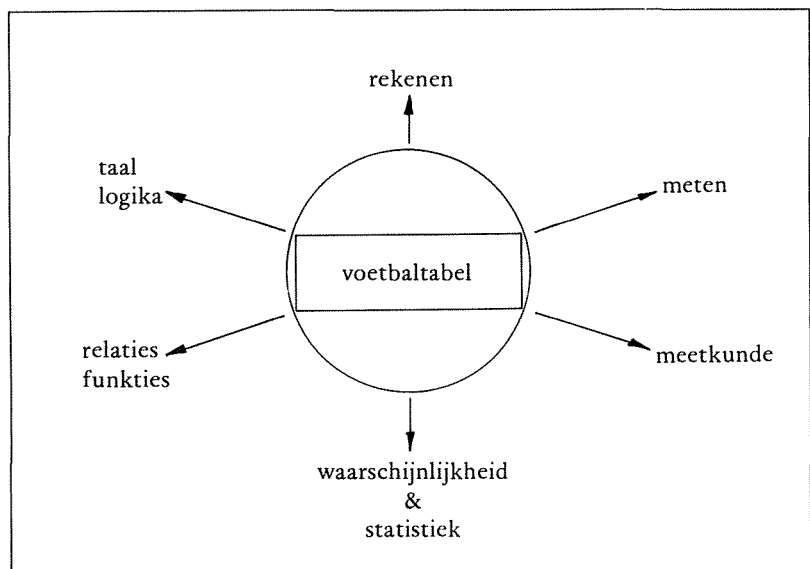 rekenen
taal
logika
meten
voetbaltabel
relaties
funkties
meetkunde
waarschijnlijkheid
&
statistiek